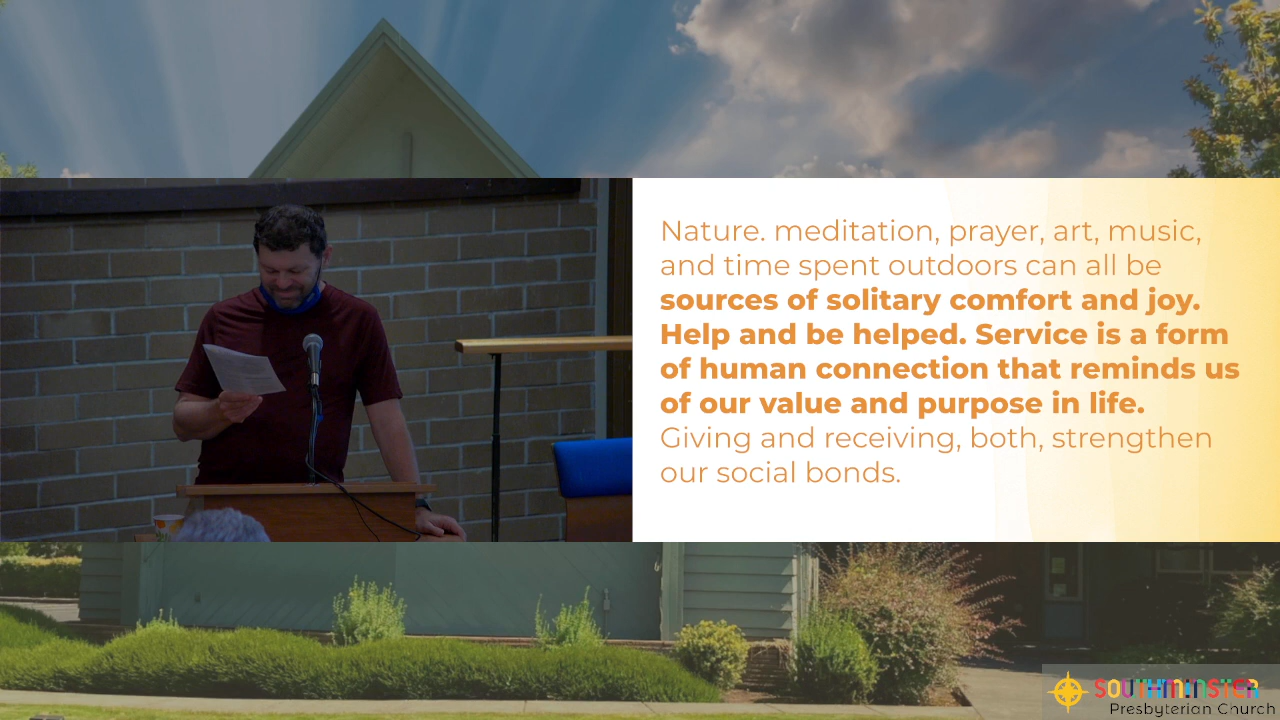 Nature. meditation, prayer, art, music,
and time spent outdoors can all be
sources of solitary comfort and joy.
Help and be helped. Service is a form
of human connection that reminds us
of our value and purpose in life.
Giving and receiving, both, strengthen
our social bonds.
SOUTHMINSTER
Presbyterian Church